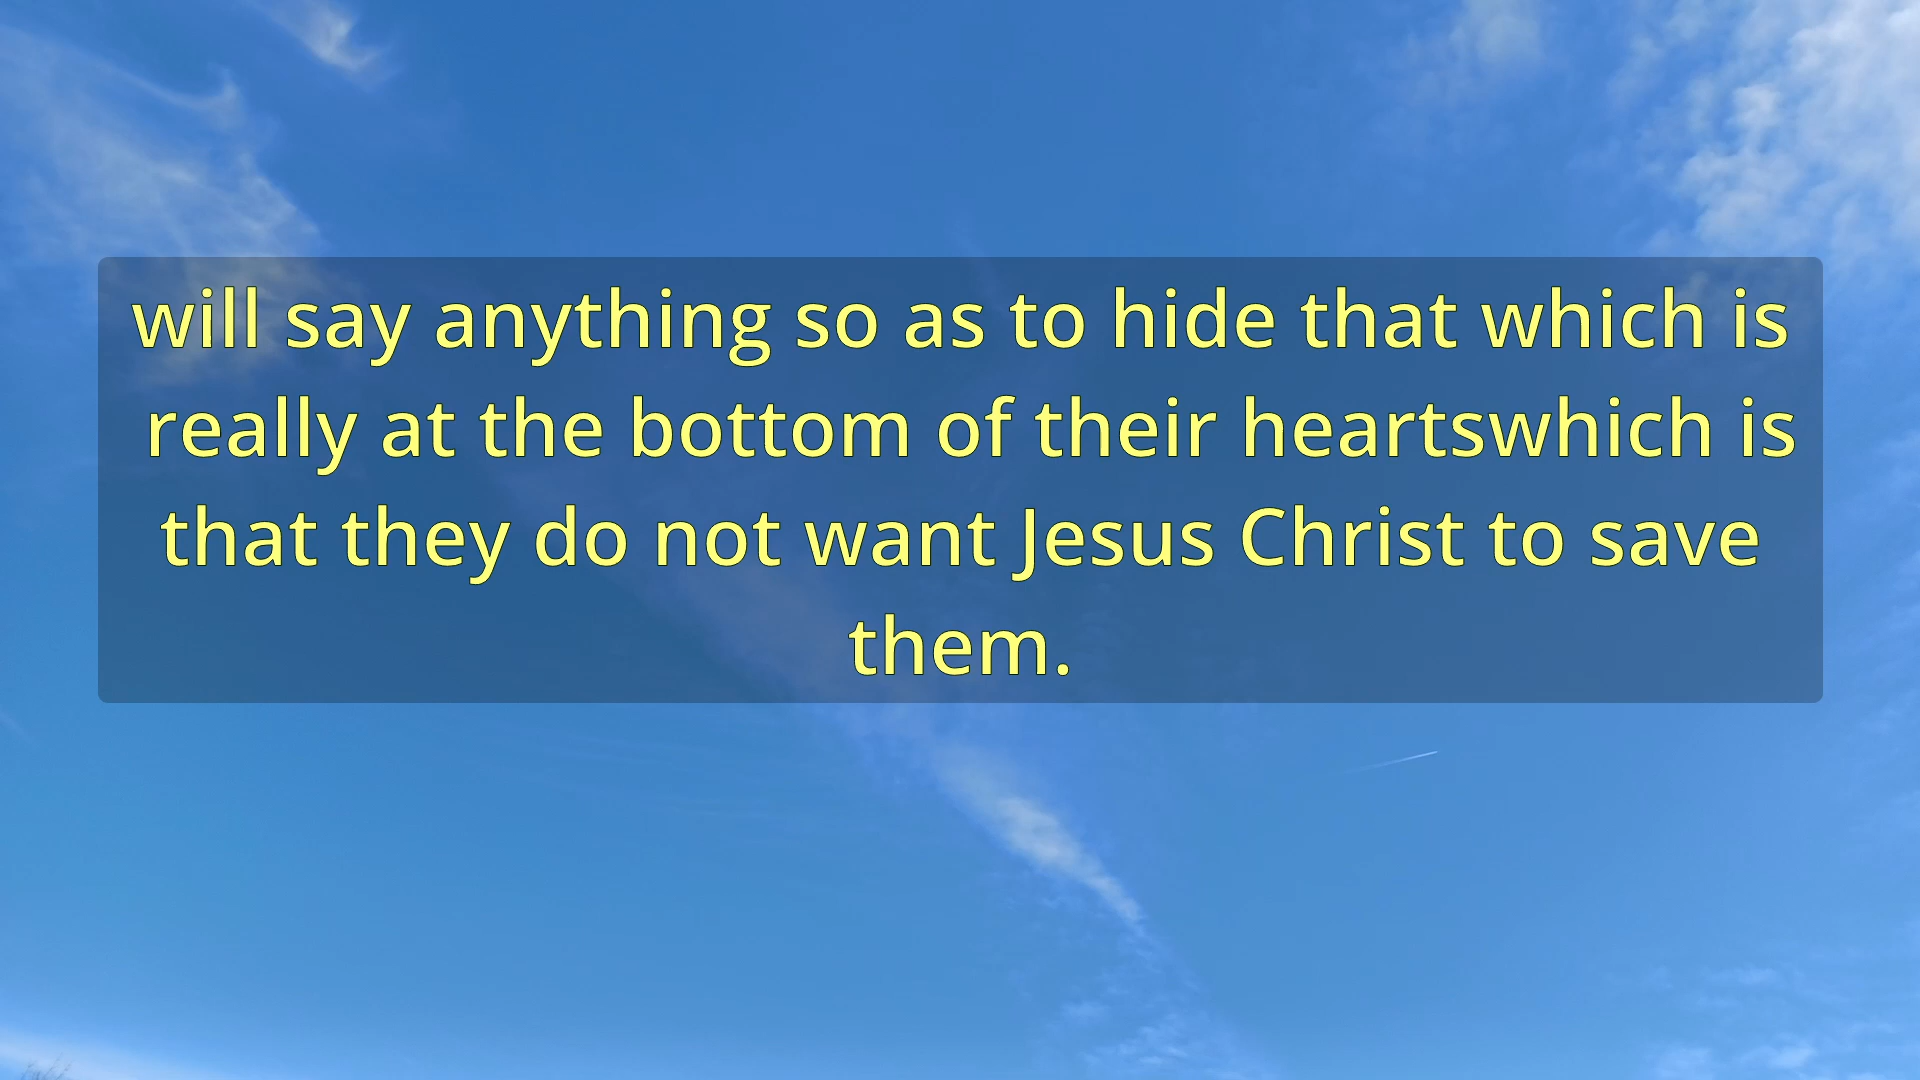 will say anything so as to hide that which is
really at the bottom of their heartswhich is
that they do not want Jesus Christ to save
them.